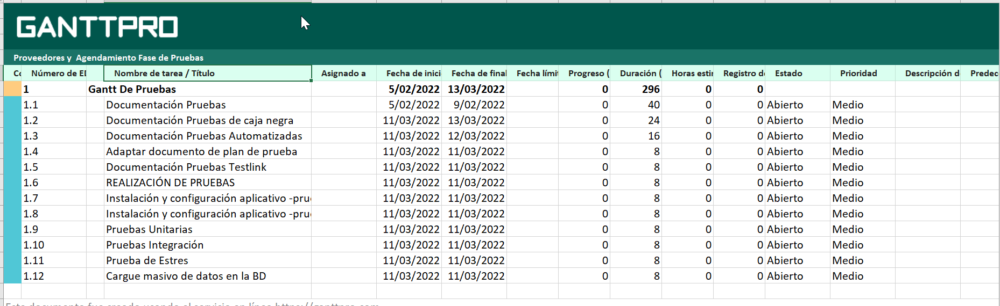 GANTTPRO
Proveedores y Agendamiento Fase de Pruebas
Número de Nombre de tarea / Título Asignado a Fecha de Fecha de Fecha Progreso ( Duración ( Horas Registro Estado Prioridad Descripción
1 Gantt De Pruebas 5/02/2022 13/03/2022 0 296 0 0
1.1 Documentación Pruebas 5/02/2022 9/02/2022 0 40 0 0 Abierto Medio
1.2 Documentación Pruebas de caja negra 11/03/2022 13/03/2022 0 24 0 0 Abierto Medio
1.3 Documentación Pruebas Automatizadas 11/03/2022 12/03/2022 0 16 0 0 Abierto Medio
1.4 Adaptar documento de plan de prueba 11/03/2022 11/03/2022 0 8 0 0 Abierto Medio
1.5 Documentación Pruebas Testlink 11/03/2022 11/03/2022 0 8 0 0 Abierto Medio
1.6 REALIZACIÓN DE PRUEBAS 11/03/2022 11/03/2022 0 8 0 0 Abierto Medio
1.7 Instalación y configuración aplicativo -pru 11/03/2022 11/03/2022 0 8 0 0 Abierto Medio
1.8 Instalación y configuración aplicativo -pru 11/03/2022 11/03/2022 0 8 0 0 Abierto Medio
1.9 Pruebas Unitarias 11/03/2022 11/03/2022 0 8 0 0 Abierto Medio
1.10 Pruebas Integración 11/03/2022 11/03/2022 0 8 0 0 Abierto Medio
1.11 Prueba de Estres 11/03/2022 11/03/2022 0 8 0 0 Abierto Medio
1.12 Cargue masivo de datos en la BD 11/03/2022 11/03/2022 0 8 0 0 Abierto Medio